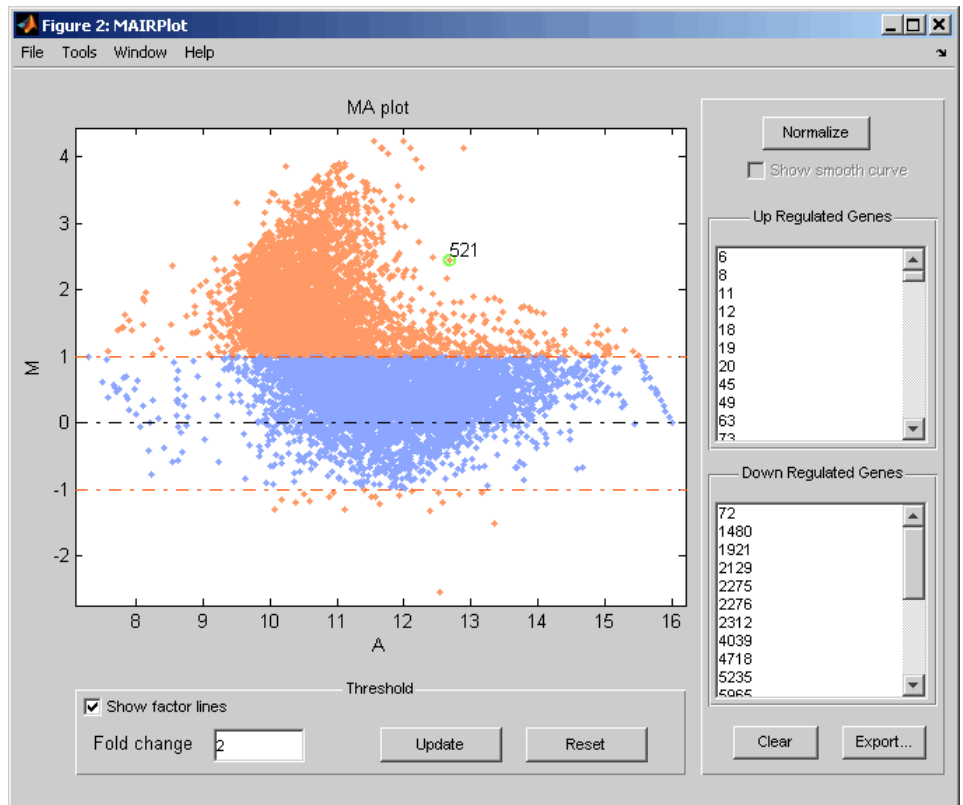 Figure 2: MAIRPlot
File Tools Window Help
MA plot
4
3
2
1
0
-1
-2
M
521
8 9 10 11 12 13 14 15 16
A
Threshold
Show factor lines
Fold change 2 Update Reset
Normalize
Show smooth curve
Up Regulated Genes
6
8
11
12
18
19
20
45
49
63
73
Down Regulated Genes
72
1480
1921
2129
2275
2276
2312
4039
4718
5235
5965
Clear Export...